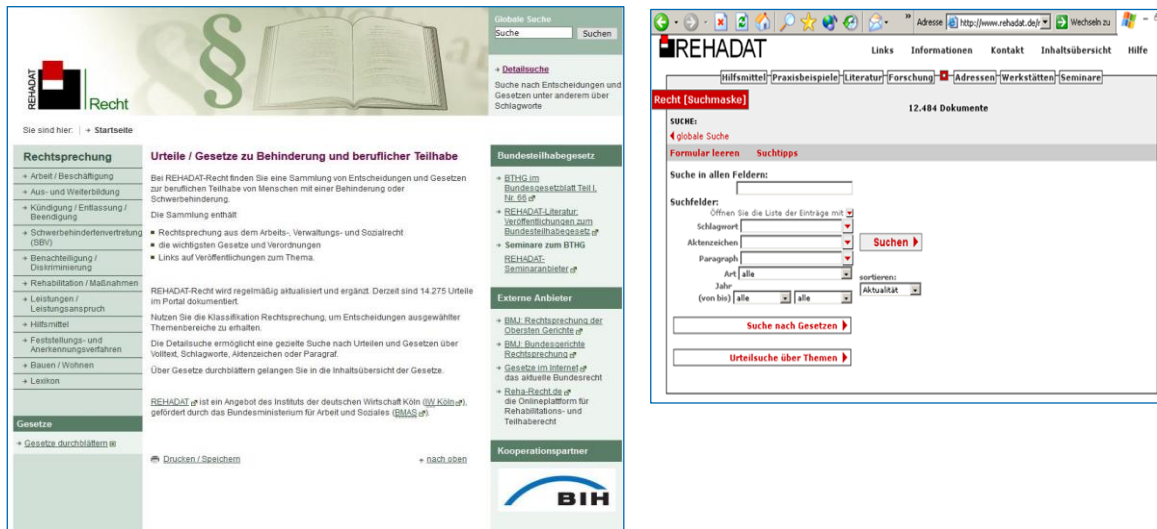 REHADAT
Recht
Globale Suche
Suche
Suchen
Detailsuche
Suche nach Entscheidungen und
Gesetzen unter anderem über
Schlagworte
Sie sind hier: Startseite
Rechtsprechung
Arbeit / Beschäftigung
Aus- und Weiterbildung
Kündigung / Entlassung /
Beendigung
Schwerbehindertenvertretung
(SBV)
Benachteiligung /
Diskriminierung
Rehabilitation / Maßnahmen
Leistungen /
Leistungsanspruch
Hilfsmittel
Feststellungs- und
Anerkennungsverfahren
Bauen / Wohnen
Lexikon
Gesetze
Gesetze durchblättern
Urteile / Gesetze zu Behinderung und beruflicher Teilhabe
Bei REHADAT-Recht finden Sie eine Sammlung von Entscheidungen und Gesetzen
zur beruflichen Teilhabe von Menschen mit einer Behinderung oder
Schwerbehinderung.
Die Sammlung enthält
Rechtsprechung aus dem Arbeits-, Verwaltungs- und Sozialrecht
die wichtigsten Gesetze und Verordnungen
Links auf Veröffentlichungen zum Thema.
REHADAT-Recht wird regelmäßig aktualisiert und ergänzt. Derzeit sind 14.275 Urteile
im Portal dokumentiert.
Nutzen Sie die Klassifikation Rechtsprechung, um Entscheidungen ausgewählter
Themenbereiche zu erhalten.
Die Detailsuche ermöglicht eine gezielte Suche nach Urteilen und Gesetzen über
Volltext, Schlagworte, Aktenzeichen oder Paragraf.
Über Gesetze durchblättern gelangen Sie in die Inhaltsübersicht der Gesetze.
REHADAT ist ein Angebot des Instituts der deutschen Wirtschaft Köln (IW Köln),
gefördert durch das Bundesministerium für Arbeit und Soziales (BMAS).
Drucken / Speichern
nach oben
Bundesteilhabegesetz
BTHG im
Bundesgesetzblatt Teil I,
Nr. 66
REHADAT-Literatur:
Veröffentlichungen zum
Bundesteilhabegesetz
Seminare zum BTHG
REHADAT-
Seminaranbieter
Externe Anbieter
BMJ: Rechtsprechung der
Obersten Gerichte
BMJ: Bundesgerichte
Rechtsprechung
Gesetze im Internet
das aktuelle Bundesrecht
Reha-Recht.de
die Onlineplattform für
Rehabilitations- und
Teilhaberecht
Kooperationspartner
BIH
Adresse http://www.rehadat.de/r Wechseln zu
REHADAT
Links Informationen Kontakt Inhaltsübersicht Hilfe
Hilfsmittel Praxisbeispiele Literatur Forschung Adressen Werkstätten Seminare
Recht [Suchmaske]
12.484 Dokumente
SUCHE:
globale Suche
Formular leeren Suchtipps
Suche in allen Feldern:
Suchfelder:
Öffnen Sie die Liste der Einträge mit
Schlagwort
Aktenzeichen
Suchen
Paragraph
Art alle
sortieren:
Jahr
Aktualität
(von bis) alle alle
Suche nach Gesetzen
Urteilsuche über Themen